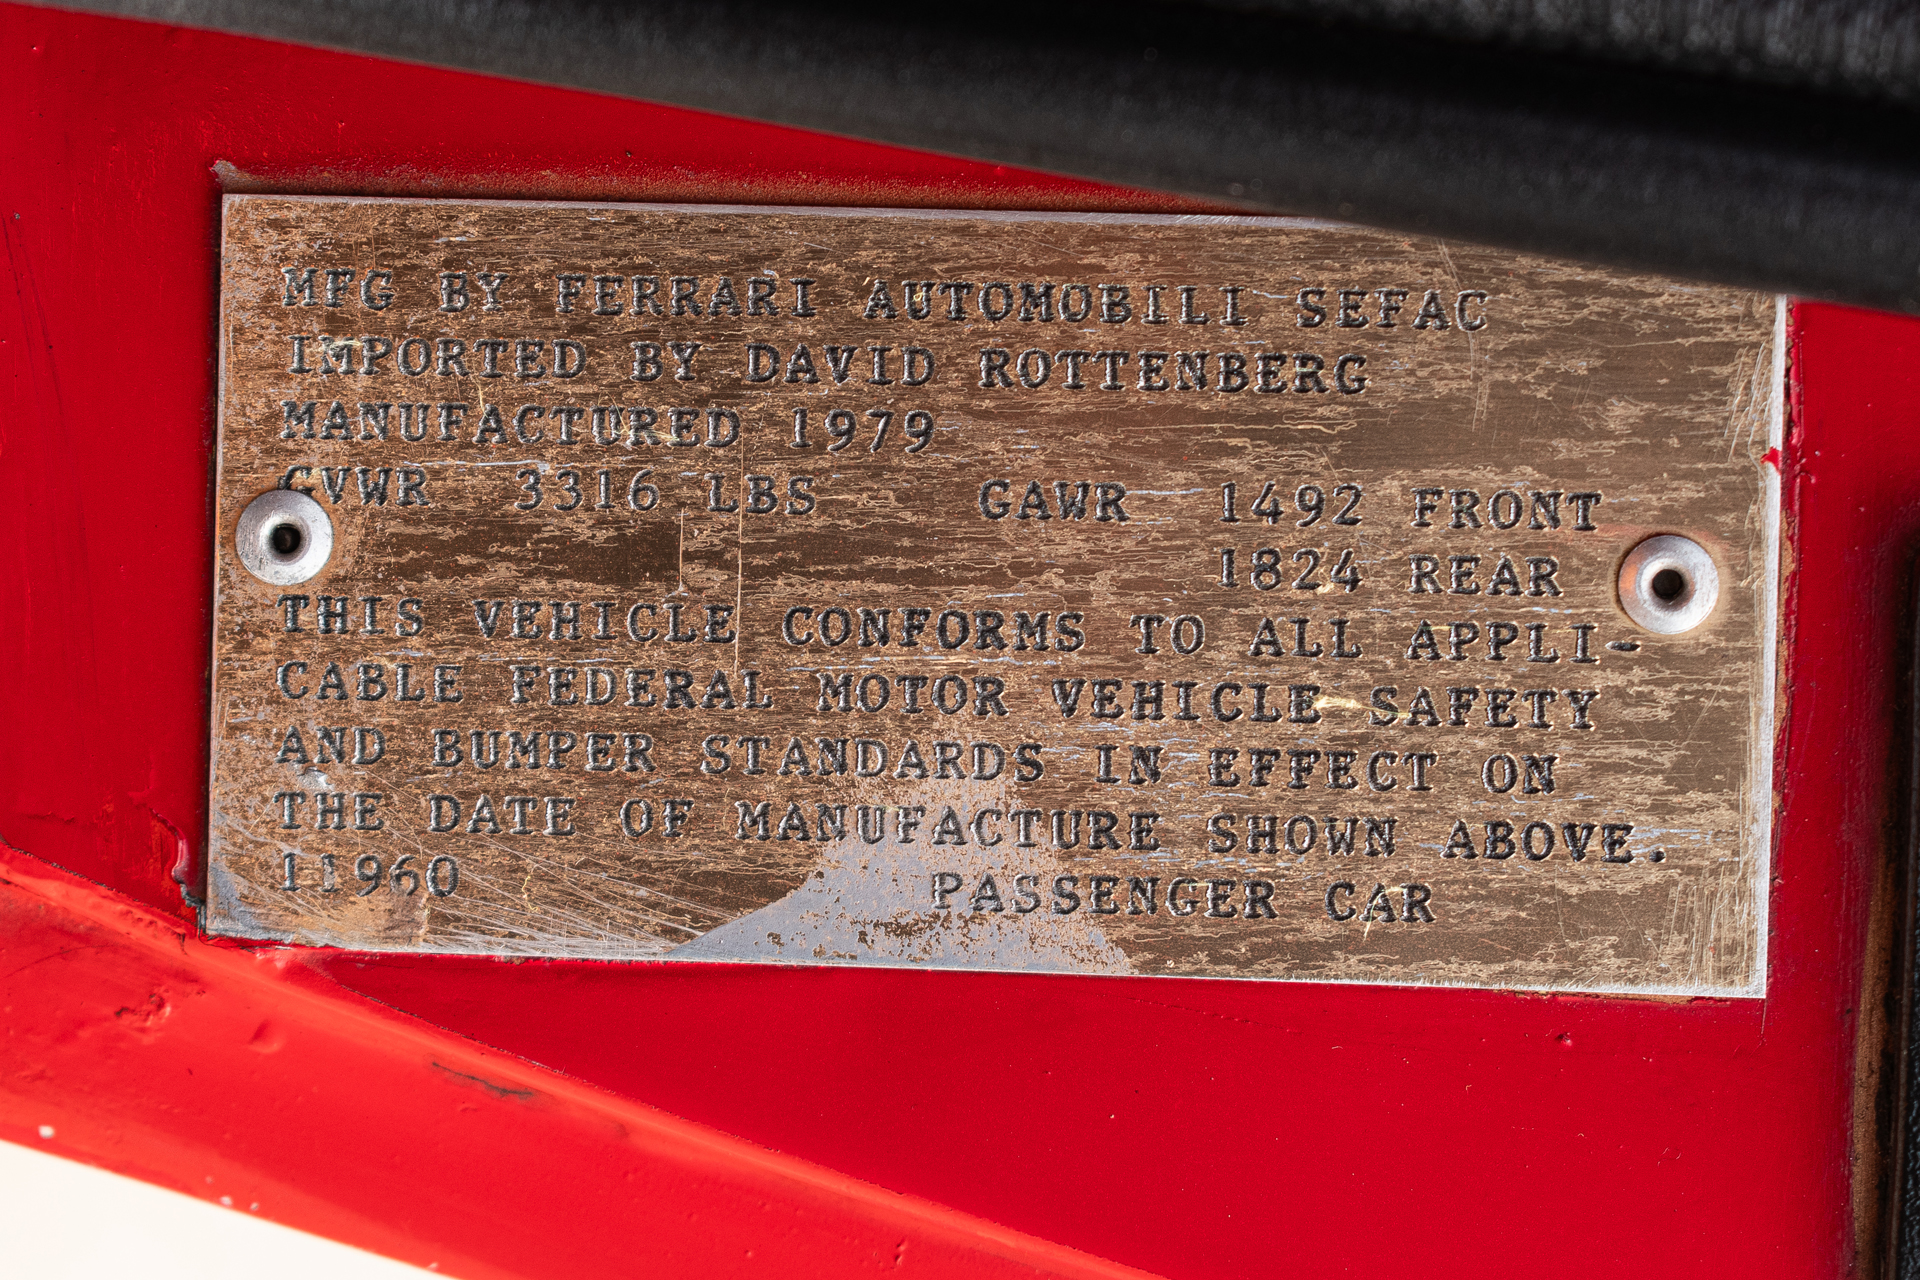 MFG BY FERRARI AUTOMOBILI SEFAC
IMPORTED BY DAVID ROTTENBERG
MANUFACTURED 1979
GVWR 3316 LBS GAWR 1492 FRONT
1824 REAR
THIS VEHICLE CONFORMS TO ALL APPLI-
CABLE FEDERAL MOTOR VEHICLE SAFETY
AND BUMPER STANDARDS IN EFFECT ON
THE DATE OF MANUFACTURE SHOWN ABOVE.
11960 PASSENGER CAR